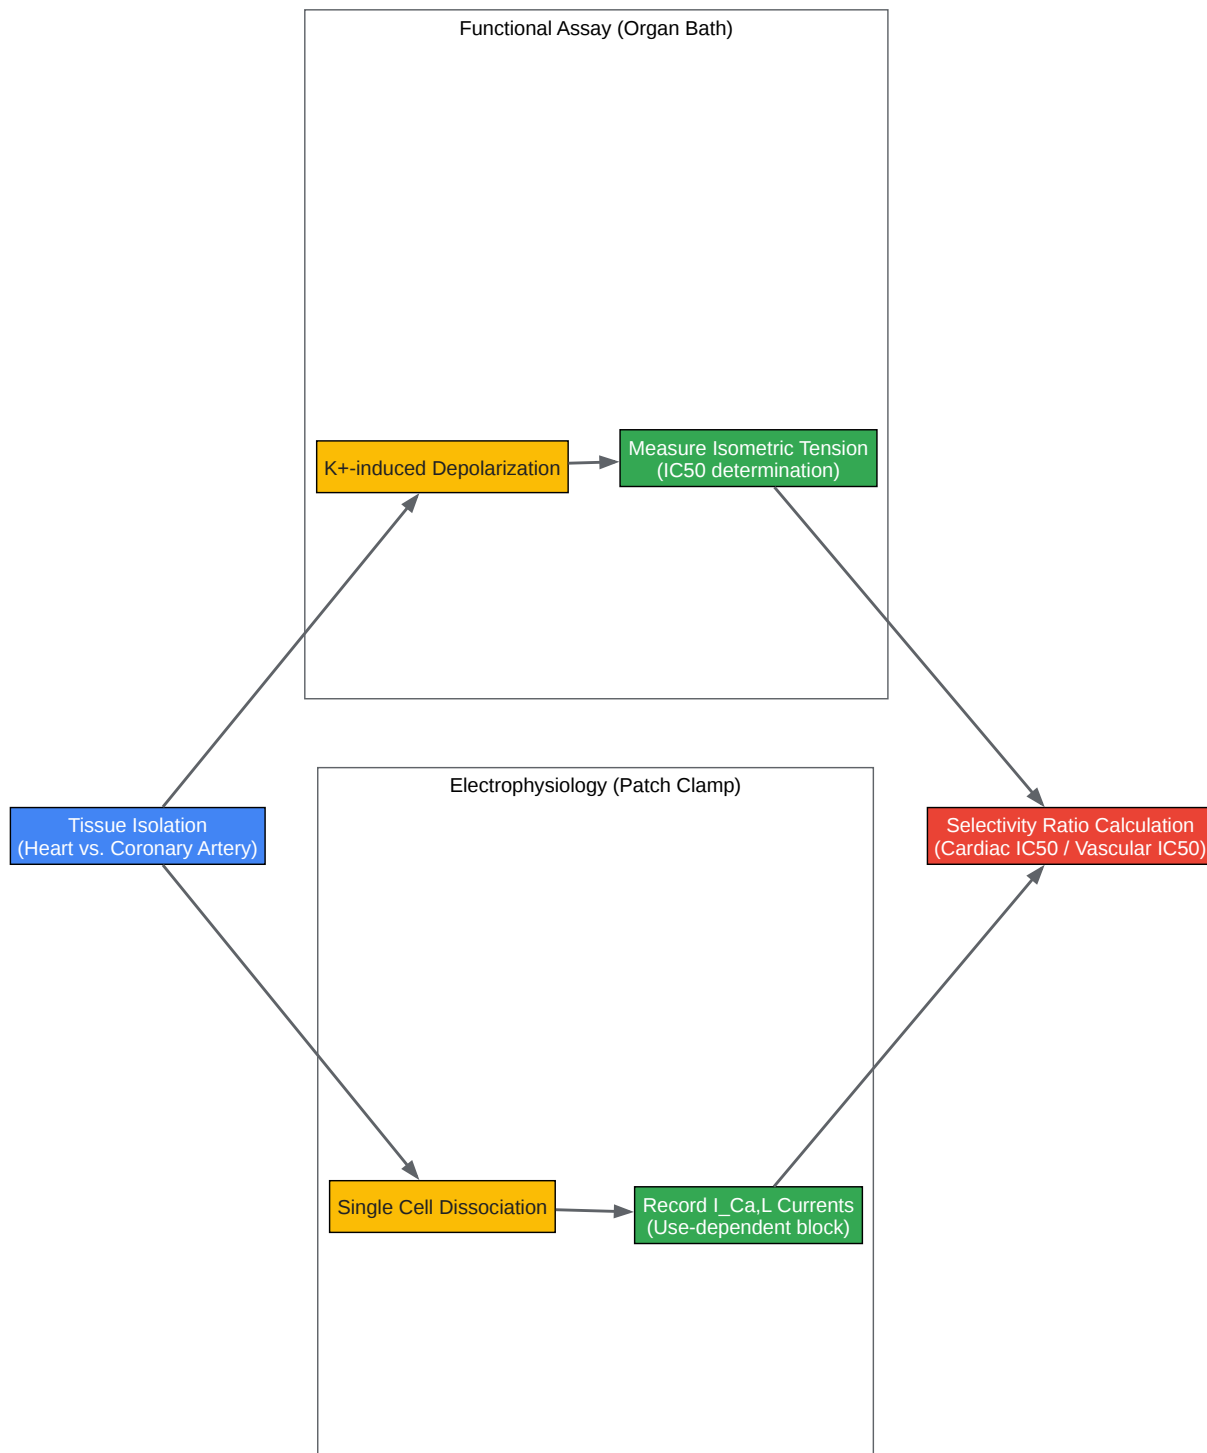 Functional Assay (Organ Bath)
K+-induced Depolarization
Measure Isometric Tension
(IC50 determination)
Electrophysiology (Patch Clamp)
Tissue Isolation
(Heart vs. Coronary Artery)
Selectivity Ratio Calculation
(Cardiac IC50 / Vascular IC50)
Single Cell Dissociation
Record I_Ca,L Currents
(Use-dependent block)